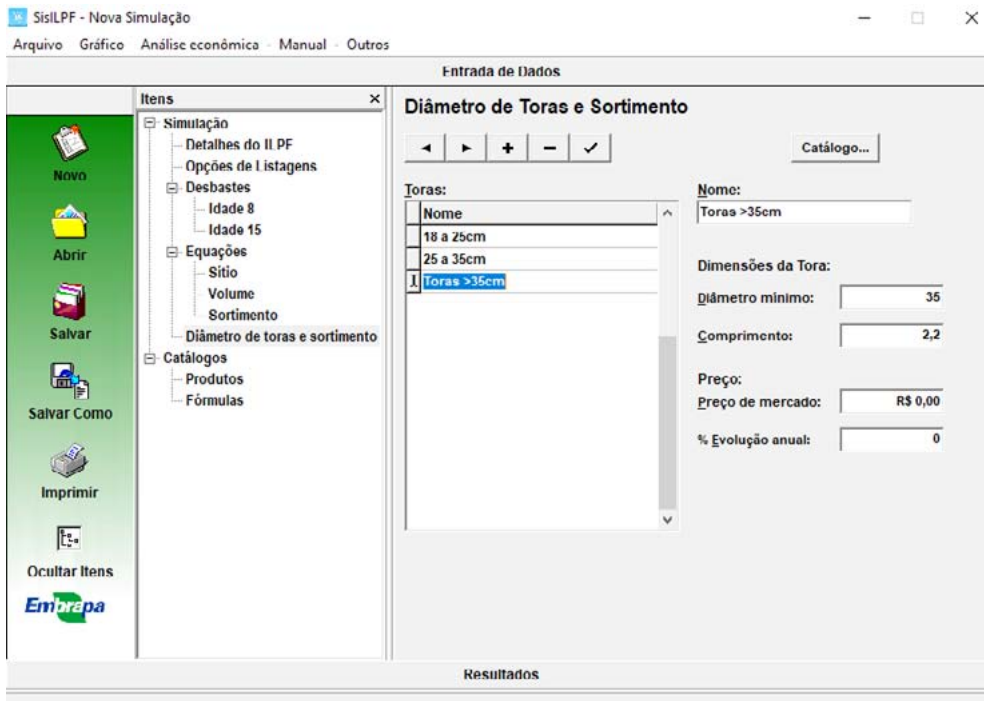 SisILPF - Nova Simulação
Arquivo Gráfico Análise econômica Manual Outros
Entrada de Dados
Novo
Abrir
Salvar
Salvar Como
Imprimir
Ocultar Itens
Embrapa
Itens
Simulação
Detalhes do ILPF
Opções de Listagens
Desbastes
Idade 8
Idade 15
Equações
Sítio
Volume
Sortimento
Diâmetro de toras e sortimento
Catálogos
Produtos
Fórmulas
Diâmetro de Toras e Sortimento
Catálogo...
Toras:
Nome
18 a 25cm
25 a 35cm
Toras >35cm
Nome:
Toras >35cm
Dimensões da Tora:
Diâmetro mínimo: 35
Comprimento: 2,2
Preço:
Preço de mercado: R$ 0,00
% Evolução anual: 0
Resultados